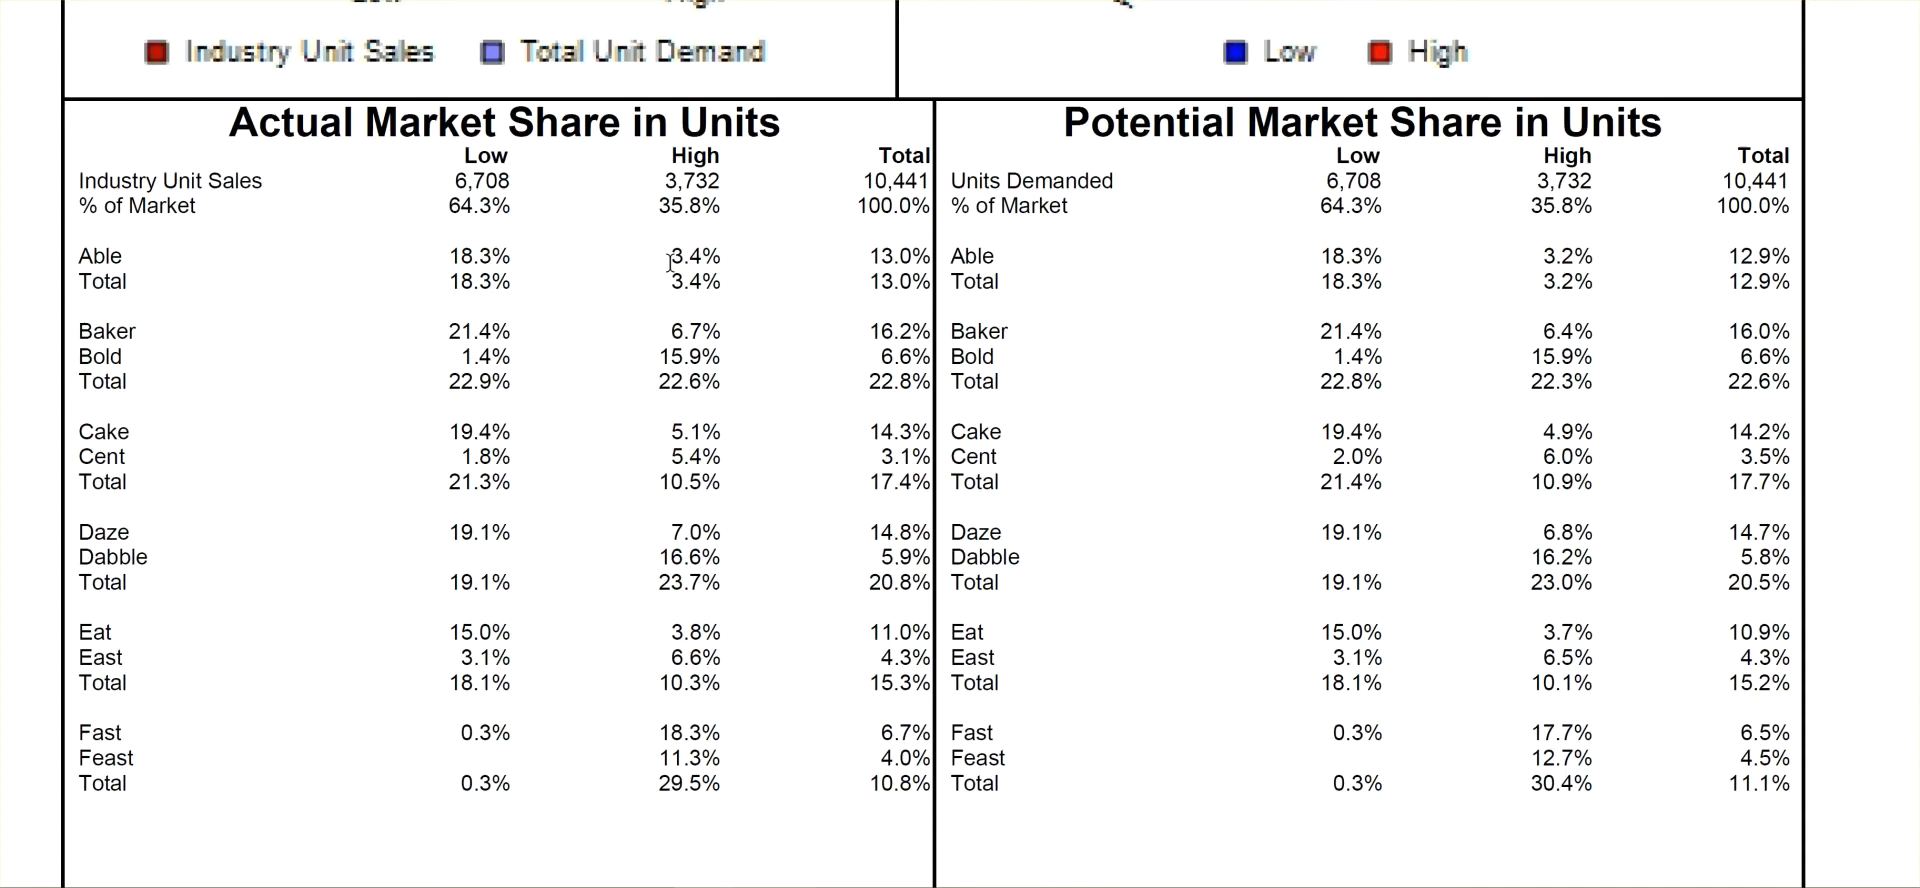 Industry Unit Sales Total Unit Demand
Low High
Actual Market Share in Units
Low High Total
Industry Unit Sales 6,708 3,732 10,441
% of Market 64.3% 35.8% 100.0%
Able 18.3% 3.4% 13.0%
Total 18.3% 3.4% 13.0%
Baker 21.4% 6.7% 16.2%
Bold 1.4% 15.9% 6.6%
Total 22.9% 22.6% 22.8%
Cake 19.4% 5.1% 14.3%
Cent 1.8% 5.4% 3.1%
Total 21.3% 10.5% 17.4%
Daze 19.1% 7.0% 14.8%
Dabble 16.6% 5.9%
Total 19.1% 23.7% 20.8%
Eat 15.0% 3.8% 11.0%
East 3.1% 6.6% 4.3%
Total 18.1% 10.3% 15.3%
Fast 0.3% 18.3% 6.7%
Feast 11.3% 4.0%
Total 0.3% 29.5% 10.8%
Potential Market Share in Units
Low High Total
Units Demanded 6,708 3,732 10,441
% of Market 64.3% 35.8% 100.0%
Able 18.3% 3.2% 12.9%
Total 18.3% 3.2% 12.9%
Baker 21.4% 6.4% 16.0%
Bold 1.4% 15.9% 6.6%
Total 22.8% 22.3% 22.6%
Cake 19.4% 4.9% 14.2%
Cent 2.0% 6.0% 3.5%
Total 21.4% 10.9% 17.7%
Daze 19.1% 6.8% 14.7%
Dabble 16.2% 5.8%
Total 19.1% 23.0% 20.5%
Eat 15.0% 3.7% 10.9%
East 3.1% 6.5% 4.3%
Total 18.1% 10.1% 15.2%
Fast 0.3% 17.7% 6.5%
Feast 12.7% 4.5%
Total 0.3% 30.4% 11.1%